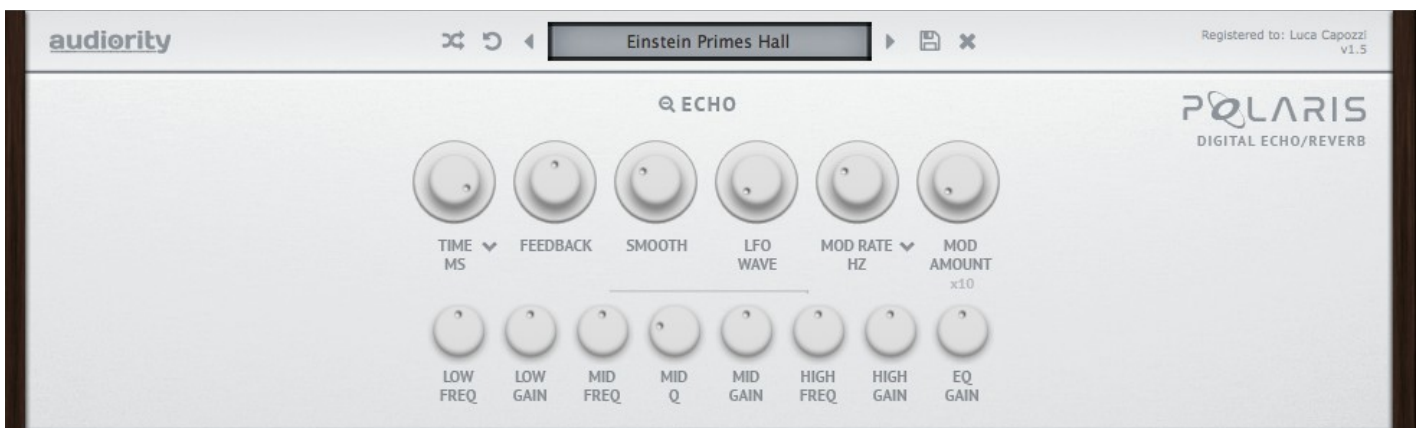 audiority
Einstein Primes Hall
Registered to: Luca Capozzi
v1.5
ECHO
POLARIS
DIGITAL ECHO/REVERB
TIME FEEDBACK SMOOTH LFO MOD RATE MOD
MS WAVE HZ AMOUNT
x10
LOW LOW MID MID MID HIGH HIGH EQ
FREQ GAIN FREQ Q GAIN FREQ GAIN GAIN